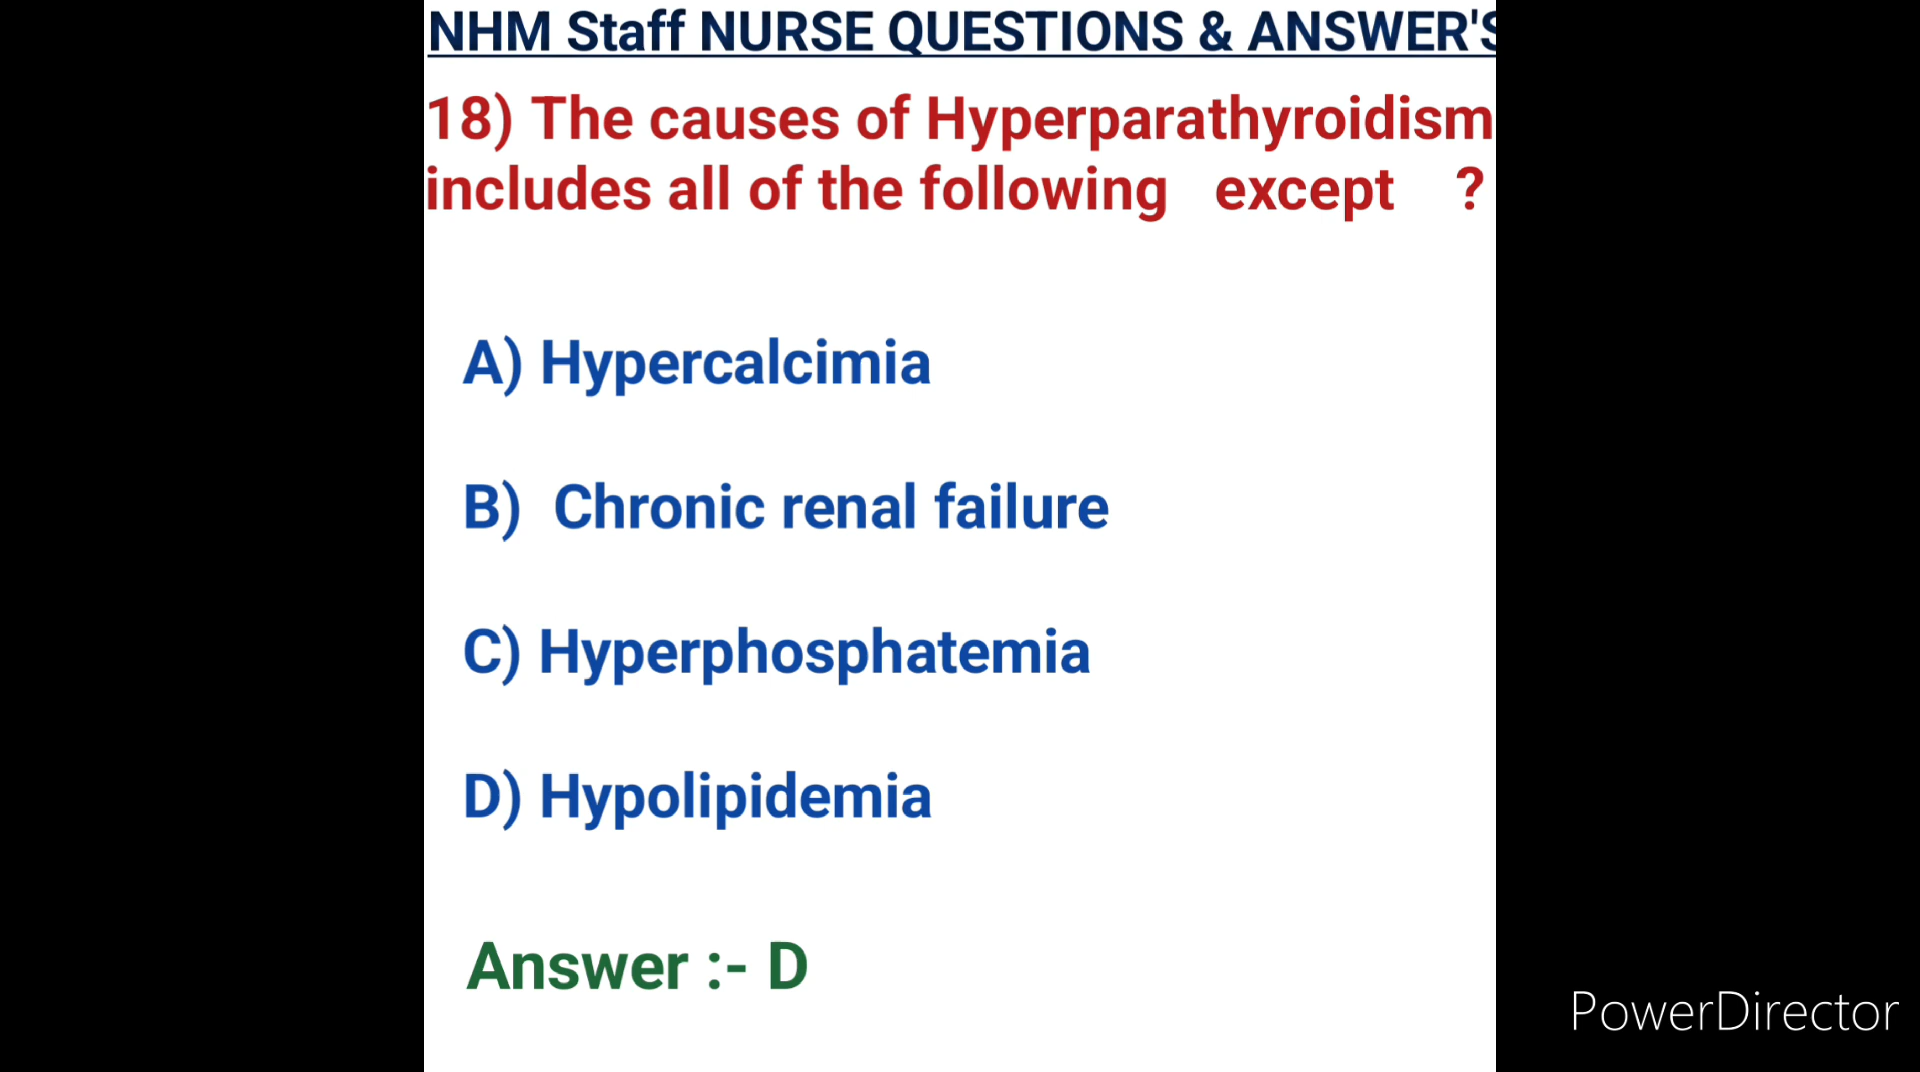 NHM Staff NURSE QUESTIONS & ANSWER'S
18) The causes of Hyperparathyroidism
includes all of the following except ?
A) Hypercalcimia
B) Chronic renal failure
C) Hyperphosphatemia
D) Hypolipidemia
Answer :- D
PowerDirector